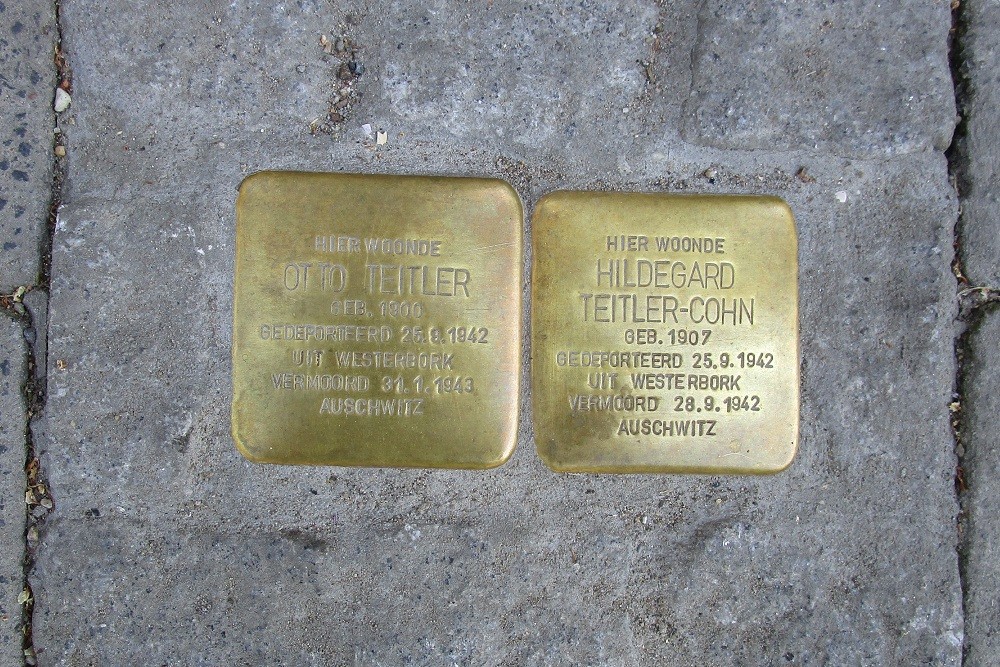 HIER WOONDE
OTTO TEITLER
GEB. 1900
GEDEPORTEERD 25.9.1942
UIT WESTERBORK
VERMOORD 31.1.1943
AUSCHWITZ
HIER WOONDE
HILDEGARD
TEITLER-COHN
GEB. 1907
GEDEPORTEERD 25.9.1942
UIT WESTERBORK
VERMOORD 28.9.1942
AUSCHWITZ